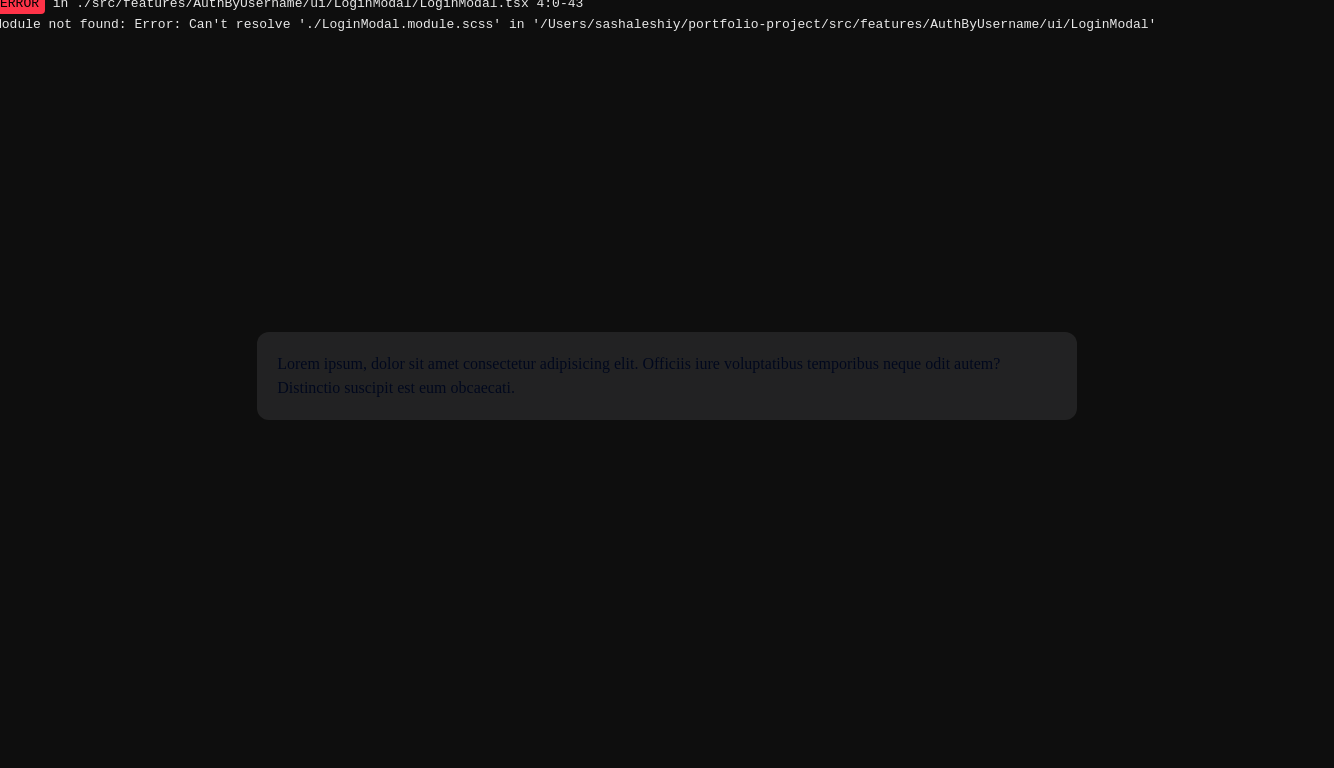 ERROR in ./src/features/AuthByUsername/ui/LoginModal/LoginModal.tsx 4:0-43
Module not found: Error: Can't resolve './LoginModal.module.scss' in '/Users/sashaleshiy/portfolio-project/src/features/AuthByUsername/ui/LoginModal'
Lorem ipsum, dolor sit amet consectetur adipisicing elit. Officiis iure voluptatibus temporibus neque odit autem?
Distinctio suscipit est eum obcaecati.